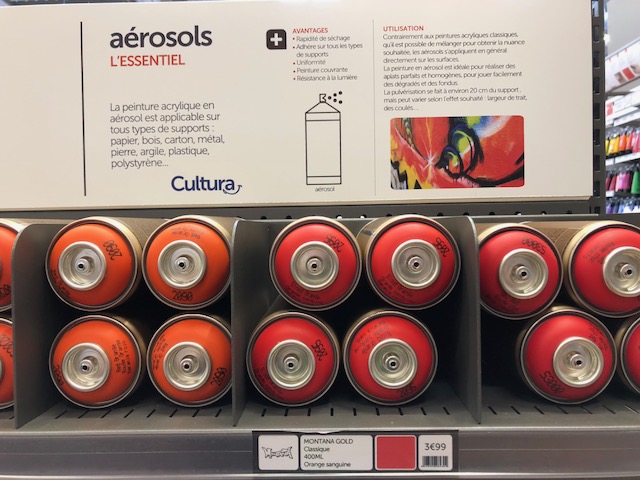 aérosols
L'ESSENTIEL
La peinture acrylique en
aérosol est applicable sur
tous types de supports :
papier, bois, carton, métal,
pierre, argile, plastique,
polystyrène...
Cultura
AVANTAGES
• Rapidité de séchage
• Adhère sur tous les types
de supports
• Uniformité
• Peinture couvrante
• Résistance à la lumière
aérosol
UTILISATION
Contrairement aux peintures acryliques classiques,
qu'il est possible de mélanger pour obtenir la nuance
souhaitée, les aérosols s'appliquent en général
directement sur les surfaces.
La peinture en aérosol est idéale pour réaliser des
aplats parfaits et homogènes, pour jouer facilement
des dégradés et des fondus.
La pulvérisation se fait à environ 20 cm du support,
mais peut varier selon l'effet souhaité : largeur de trait,
des coulés...
MONTANA
MONTANA GOLD
Classique
400ML
Orange sanguine
3€99